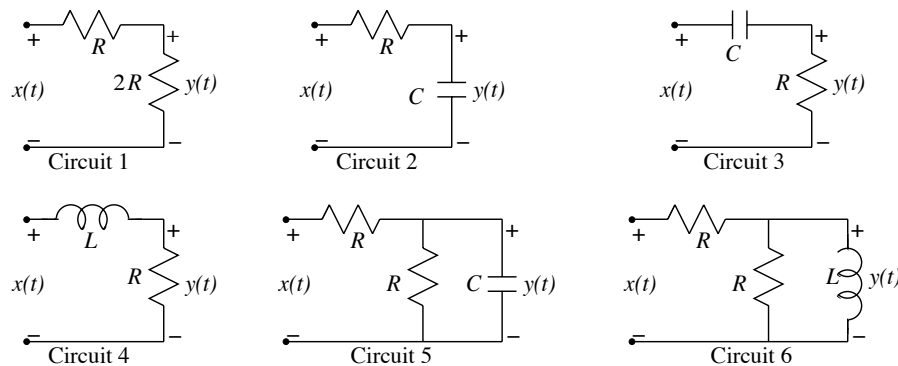 + R + + R + + C +
x(t) 2R y(t) x(t) C y(t) x(t) R y(t)
− − − − − −
Circuit 1 Circuit 2 Circuit 3
+ L + + R + + R +
x(t) R y(t) x(t) R C y(t) x(t) R L y(t)
− − − − − −
Circuit 4 Circuit 5 Circuit 6